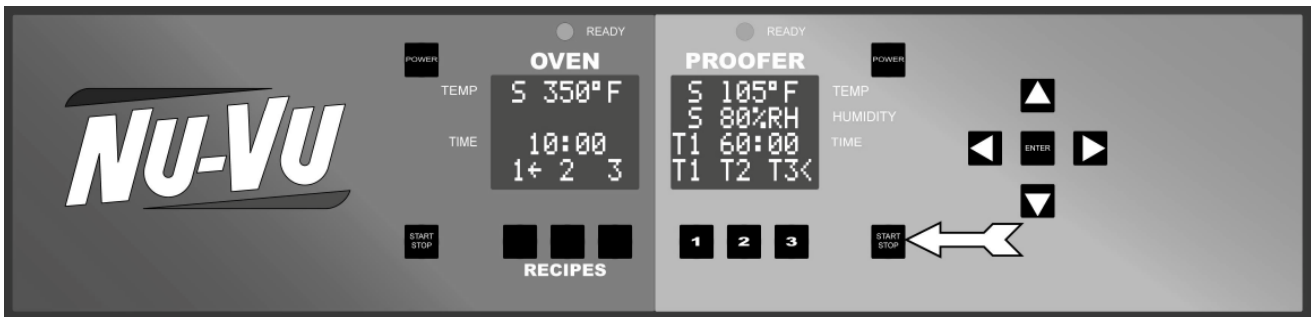 NU-VU
READY
POWER
OVEN
TEMP
S 350°F
TIME
10:00
1← 2 3
START
STOP
RECIPES
READY
PROOFER
POWER
S 105°F
TEMP
S 80%RH
HUMIDITY
T1 60:00
TIME
T1 T2 T3<
1 2 3
START
STOP
ENTER